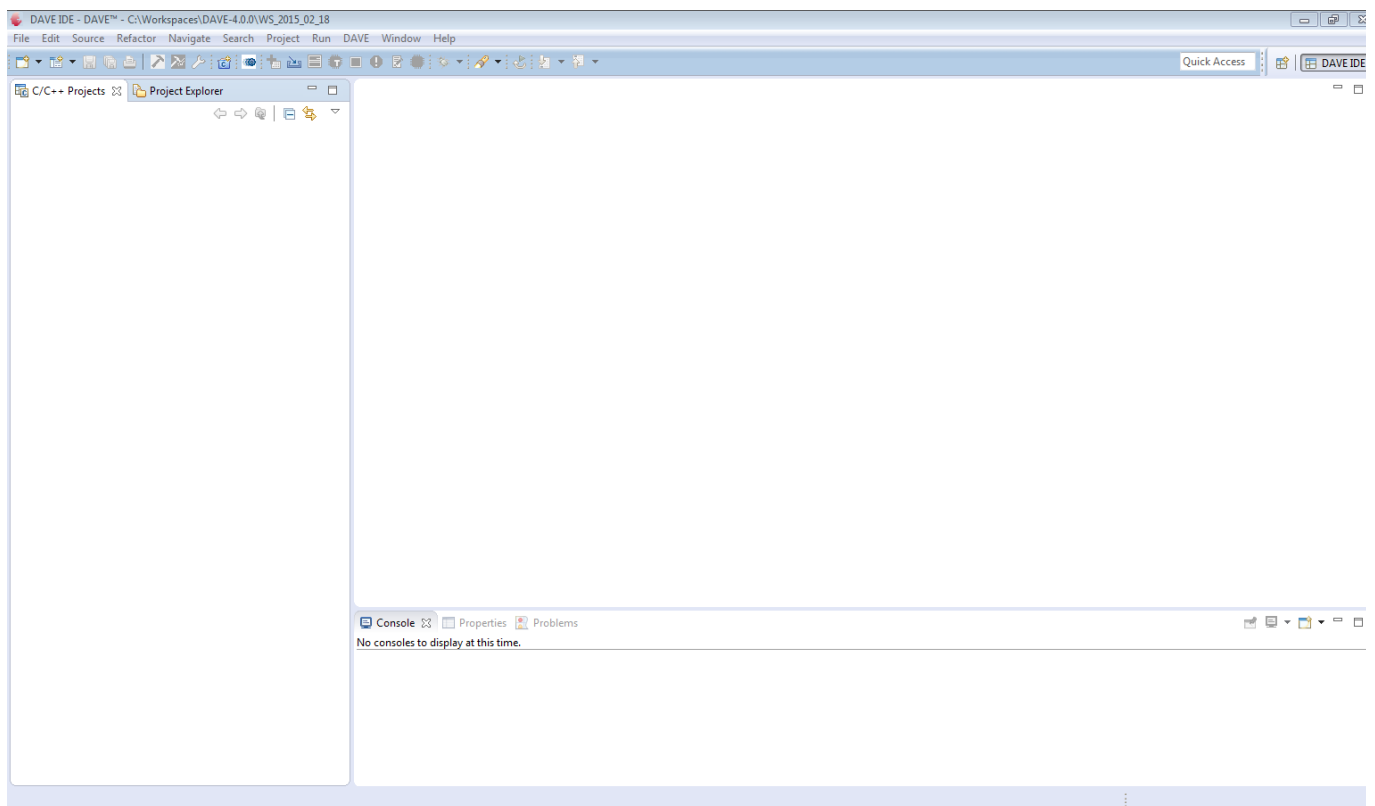 DAVE IDE - DAVE™ - C:\Workspaces\DAVE-4.0.0\WS_2015_02_18
File Edit Source Refactor Navigate Search Project Run DAVE Window Help
Quick Access DAVE IDE
C/C++ Projects Project Explorer
Console Properties Problems
No consoles to display at this time.